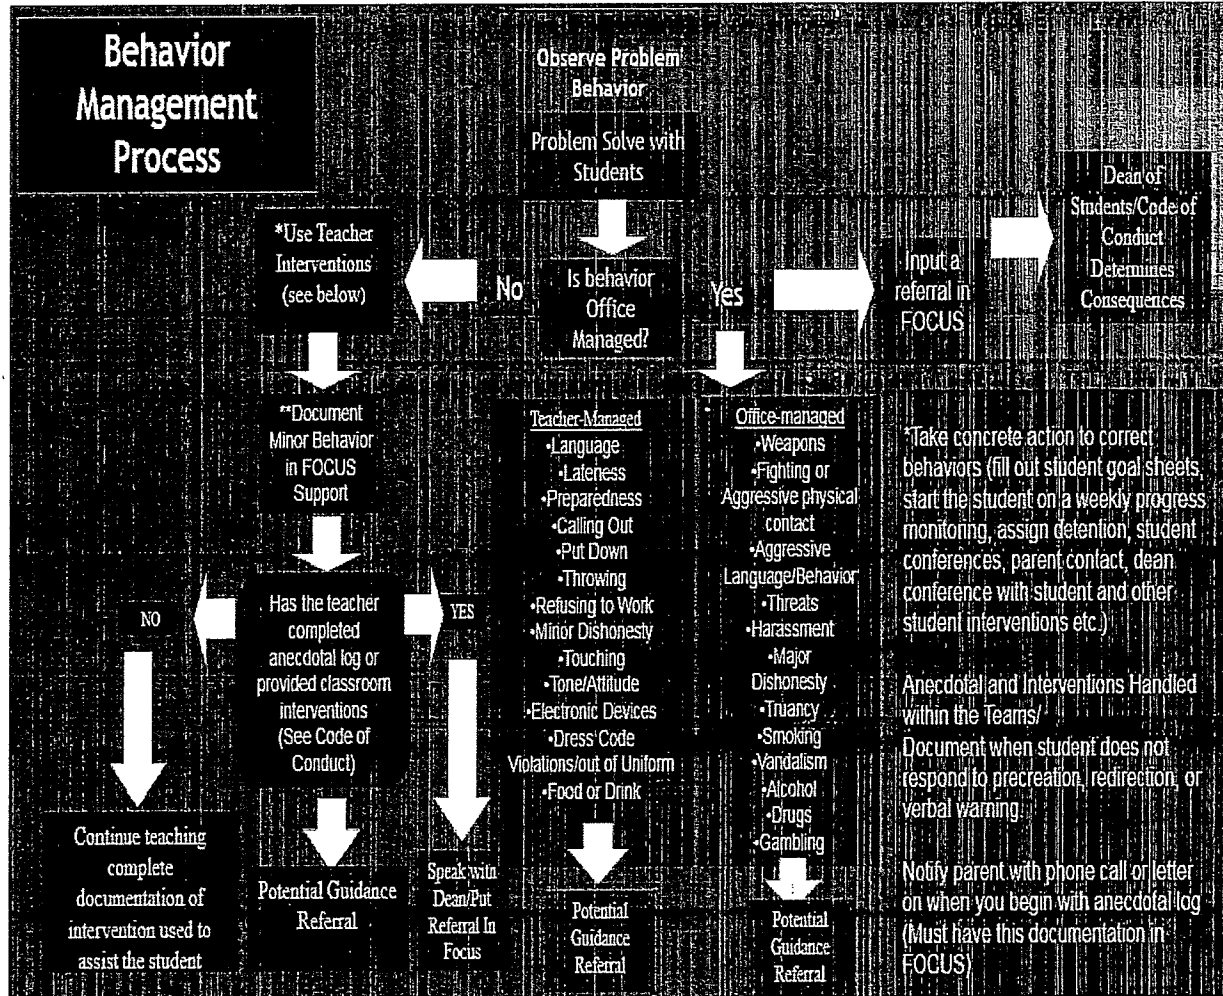 Behavior
Management
Process
Observe Problem
Behavior
Problem Solve with
Students
Is behavior
Office
Managed?
No
Yes
*Use Teacher
Interventions
(see below)
Input a
referral in
FOCUS
Dean of
Students/Code of
Conduct
Determines
Consequences
**Document
Minor Behavior
in FOCUS
Support
Has the teacher
completed
anecdotal log or
provided classroom
interventions
(See Code of
Conduct)
NO
YES
Continue teaching
complete
documentation of
intervention used to
assist the student
Potential Guidance
Referral
Speak with
Dean/Put
Referral In
Focus
Teacher-Managed
•Language
•Lateness
•Preparedness
•Calling Out
•Put Down
•Throwing
•Refusing to Work
•Minor Dishonesty
•Touching
•Tone/Attitude
•Electronic Devices
•Dress Code
Violations/out of Uniform
•Food or Drink
Potential
Guidance
Referral
Office-managed
•Weapons
•Fighting or
Aggressive physical
contact
•Aggressive
Language/Behavior
•Threats
•Harassment
•Major
Dishonesty
•Truancy
•Smoking
•Vandalism
•Alcohol
•Drugs
•Gambling
Potential
Guidance
Referral
*Take concrete action to correct
behaviors (fill out student goal sheets,
start the student on a weekly progress
monitoring, assign detention, student
conferences, parent contact, dean
conference with student and other
student interventions etc.)
Anecdotal and Interventions Handled
within the Teams/
Document when student does not
respond to precreation, redirection, or
verbal warning.
Notify parent with phone call or letter
on when you begin with anecdotal log
(Must have this documentation in
FOCUS)